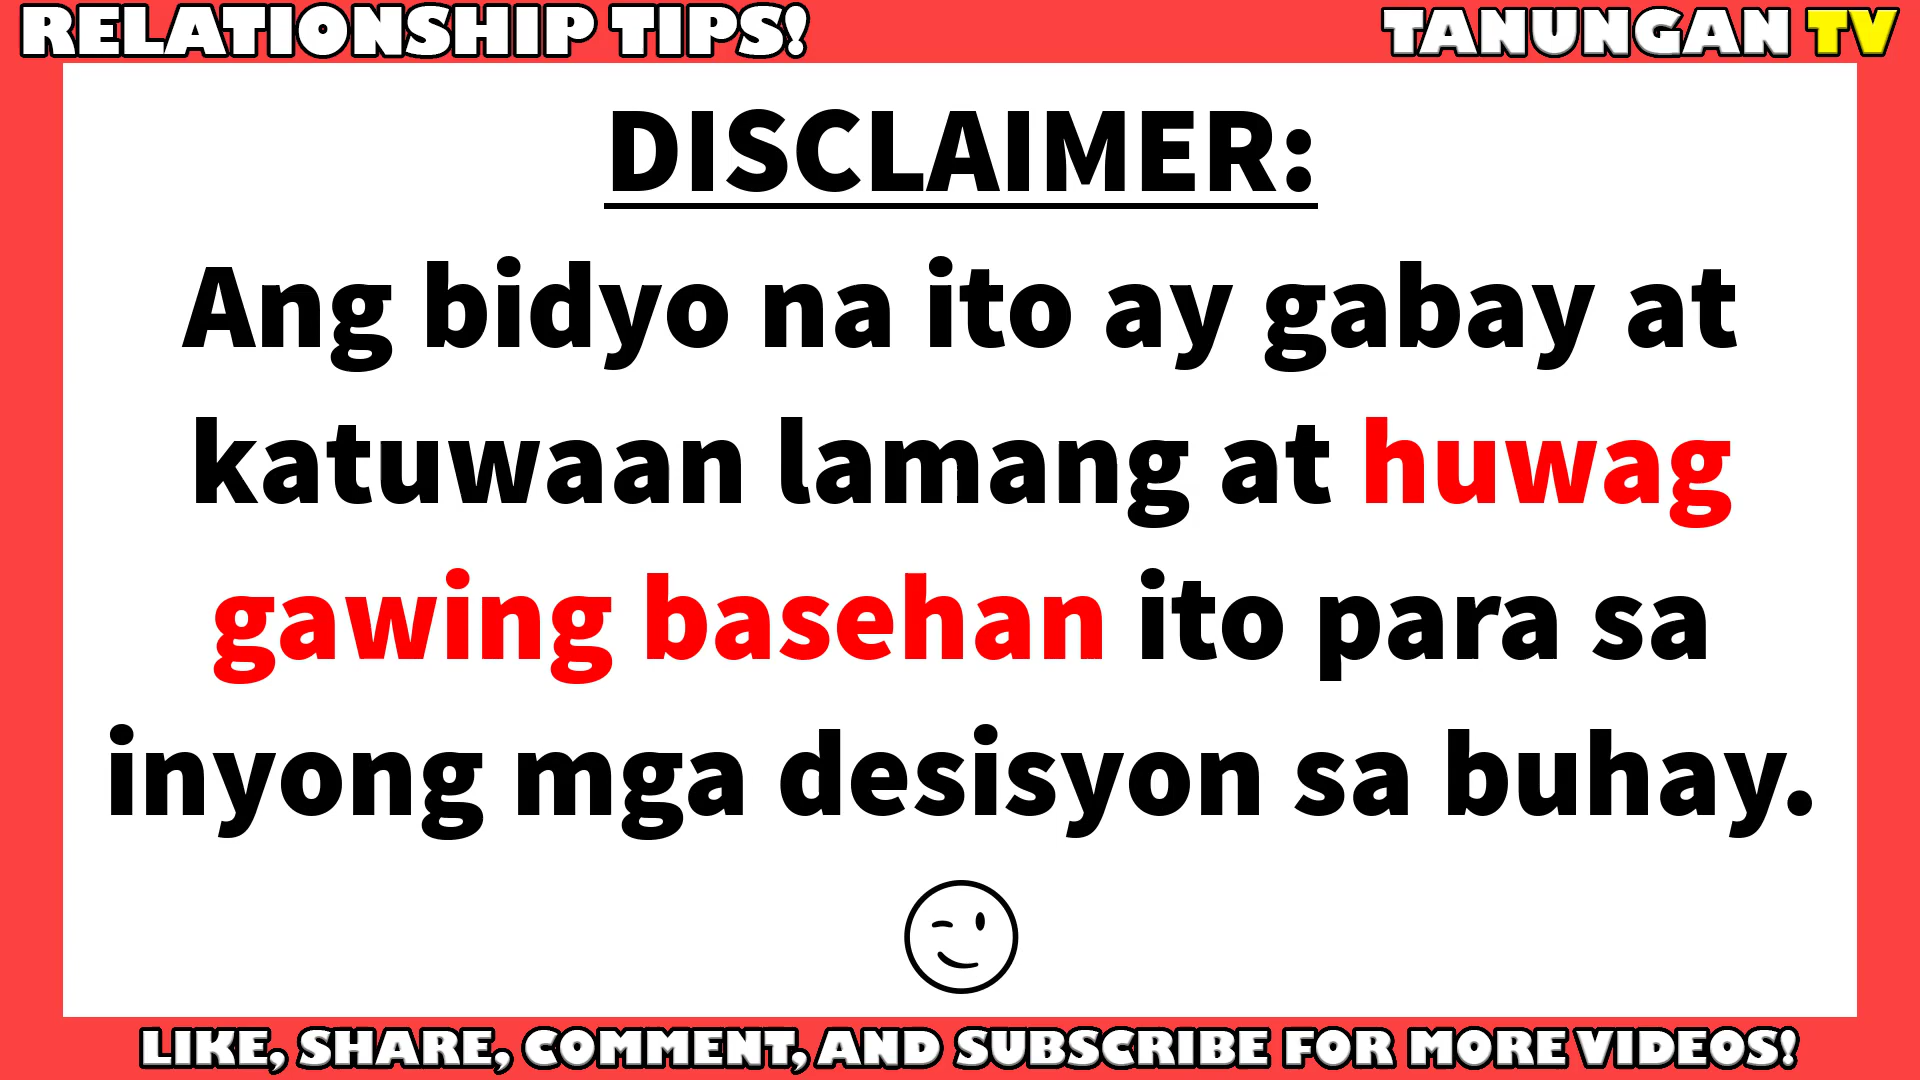 RELATIONSHIP TIPS!
TANUNGAN TV
DISCLAIMER:
Ang bidyo na ito ay gabay at
katuwaan lamang at huwag
gawing basehan ito para sa
inyong mga desisyon sa buhay.
LIKE, SHARE, COMMENT, AND SUBSCRIBE FOR MORE VIDEOS!